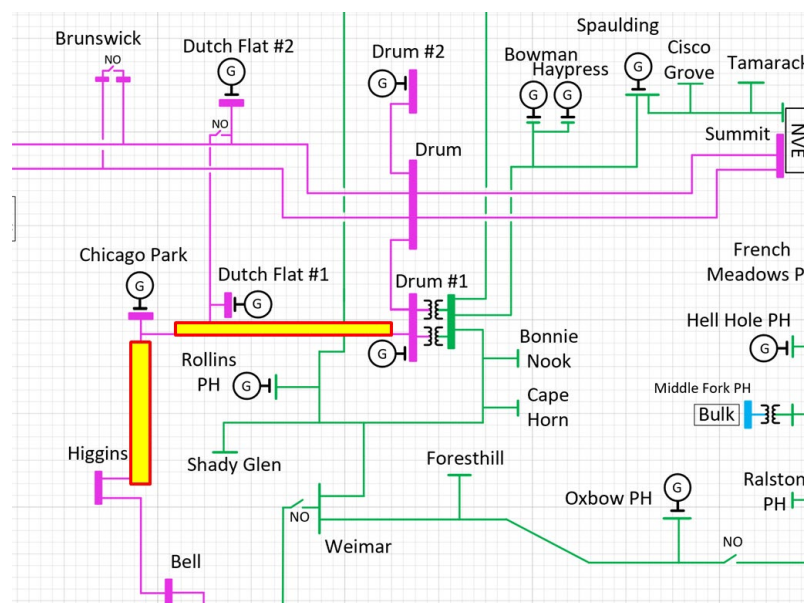 Spaulding
Brunswick
NO
Dutch Flat #2
G
Drum #2
G
Bowman
Haypress
G
G
G
Cisco
Grove
Tamarack
NO
Drum
Summit
NVE
Chicago Park
G
Dutch Flat #1
G
Drum #1
G
French
Meadows P
Hell Hole PH
G
Bonnie
Nook
Rollins
PH
G
Cape
Horn
Middle Fork PH
Bulk
Higgins
Shady Glen
Foresthill
Oxbow PH
G
Ralston
PH
NO
Weimar
NO
Bell